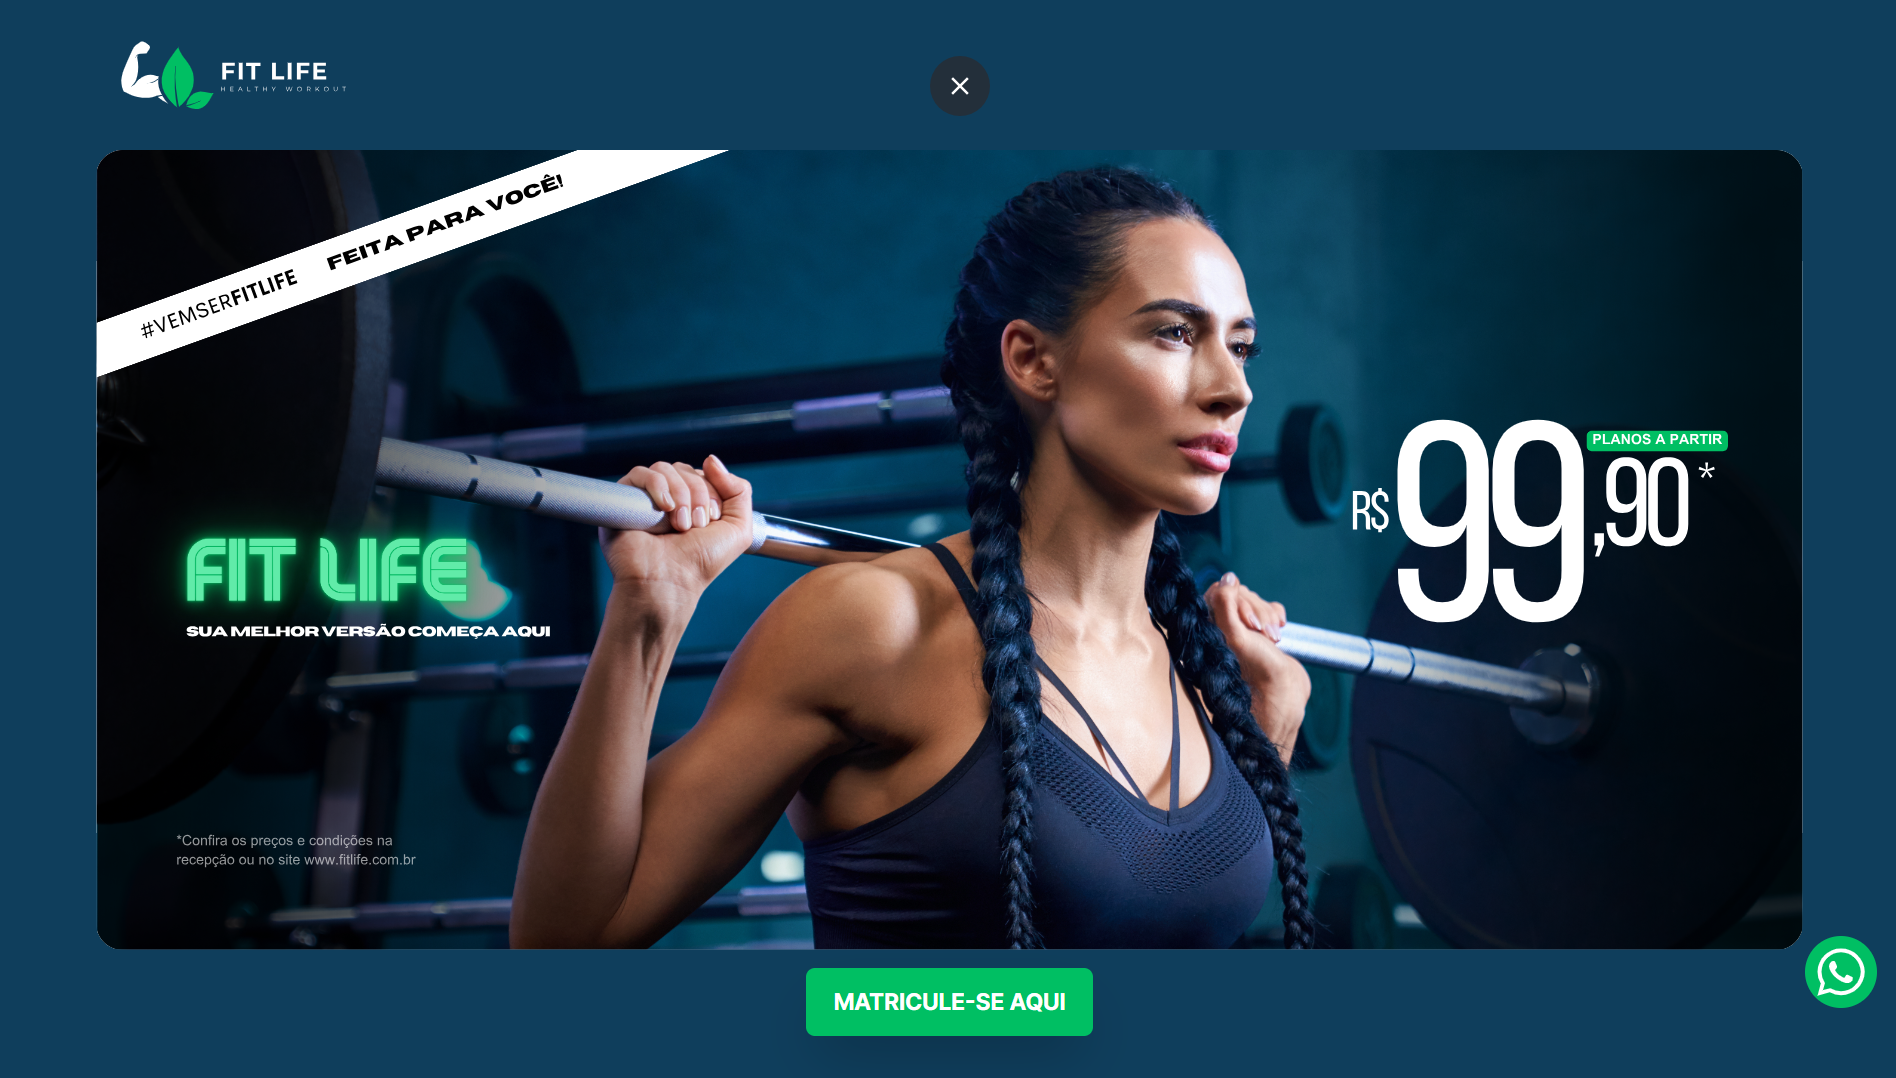 FIT LIFE
HEALTHY WORKOUT
#VEMSERFITLIFE FEITA PARA VOCÊ!
PLANOS A PARTIR
R$99,90*
FIT LIFE
SUA MELHOR VERSÃO COMEÇA AQUI
*Confira os preços e condições na
recepção ou no site www.fitlife.com.br
MATRICULE-SE AQUI